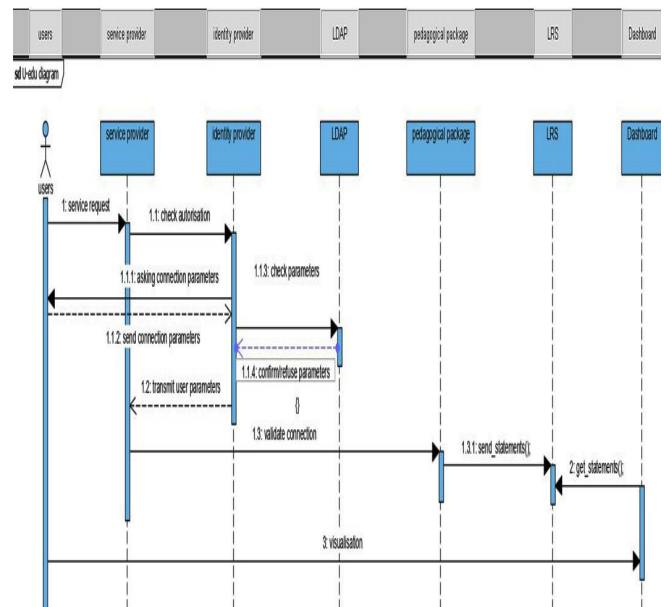 users service provider identity provider LDAP pedagogical package LRS Dashboard
sd U-edu diagram
service provider identity provider LDAP pedagogical package LRS Dashboard
users
1: service request
1.1: check autorisation
1.1.3: check parameters
1.1.1: asking connection parameters
1.1.2: send connection parameters
1.1.4: confirm/refuse parameters
1.2: transmit user parameters
{}
1.3: validate connection
1.3.1: send_statements();
2: get_statements();
3: visualisation